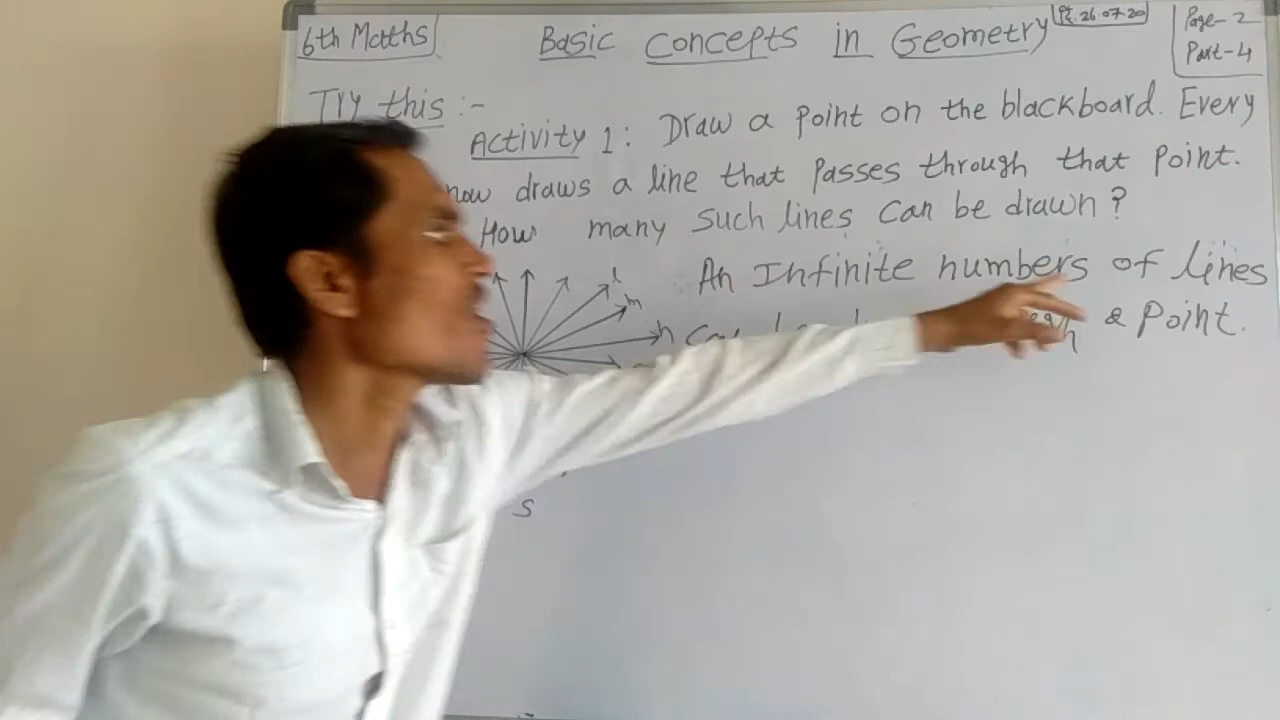 6th Maths
Basic Concepts in Geometry
26.07.20
Page-2
Part-4
Try this :-
Activity 1: Draw a Point on the blackboard. Every
now draws a line that Passes through that Point.
How many Such lines Can be drawn?
An Infinite numbers of lines
a Point.
l
m
n
S